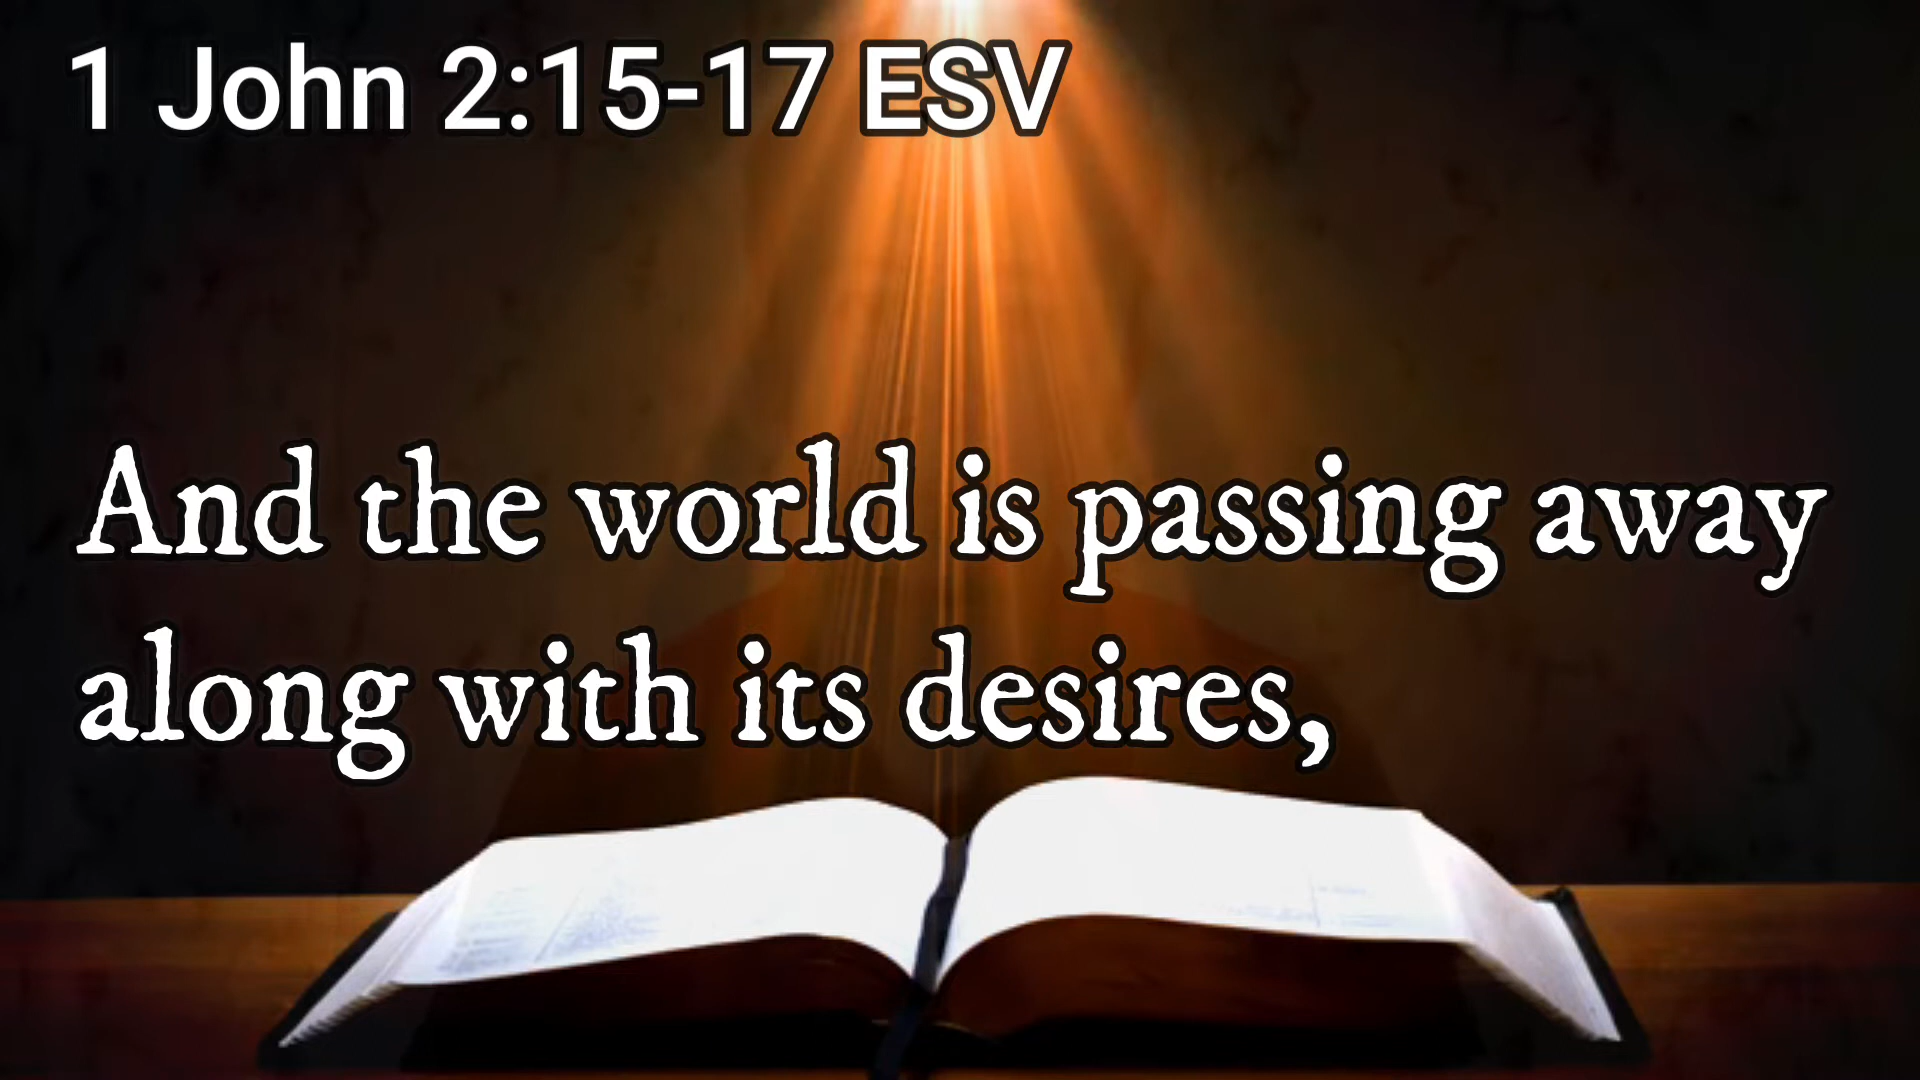 1 John 2:15-17 ESV
And the world is passing away
along with its desires,